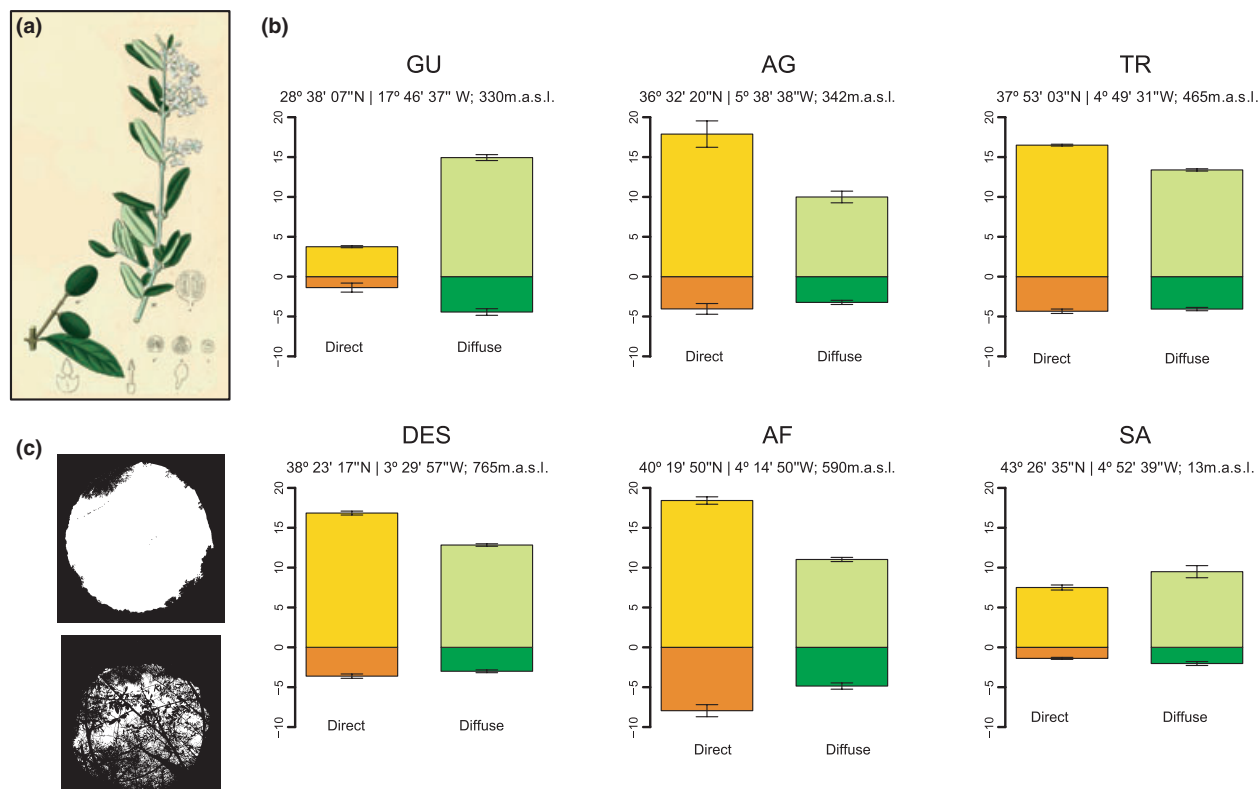 (a)
(b)
GU
28º 38' 07"N | 17º 46' 37" W; 330m.a.s.l.
20
15
10
5
0
−5
−10
Direct
Diffuse
AG
36º 32' 20"N | 5º 38' 38"W; 342m.a.s.l.
20
15
10
5
0
−5
−10
Direct
Diffuse
TR
37º 53' 03"N | 4º 49' 31"W; 465m.a.s.l.
20
15
10
5
0
−5
−10
Direct
Diffuse
(c)
DES
38º 23' 17"N | 3º 29' 57"W; 765m.a.s.l.
20
15
10
5
0
−5
−10
Direct
Diffuse
AF
40º 19' 50"N | 4º 14' 50"W; 590m.a.s.l.
20
15
10
5
0
−5
−10
Direct
Diffuse
SA
43º 26' 35"N | 4º 52' 39"W; 13m.a.s.l.
20
15
10
5
0
−5
−10
Direct
Diffuse